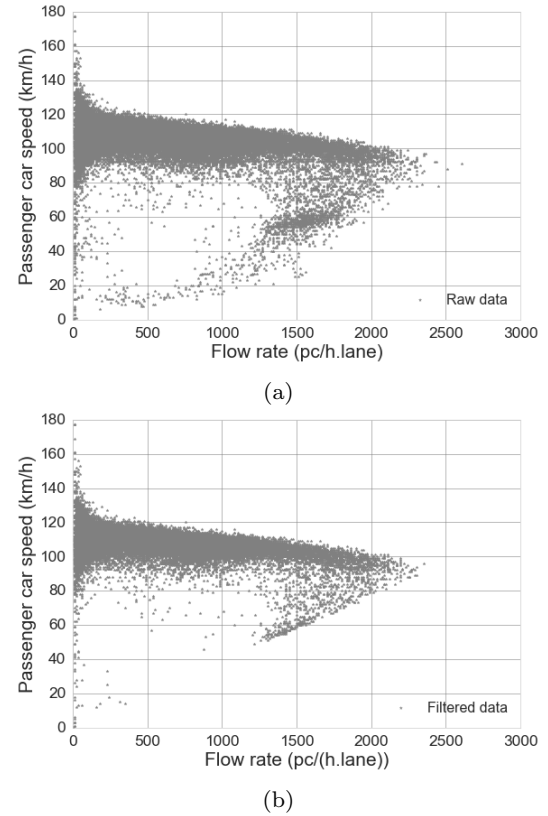 180
160
140
120
100
80
60
40
20
0
Passenger car speed (km/h)
Raw data
0 500 1000 1500 2000 2500 3000
Flow rate (pc/h.lane)
(a)
180
160
140
120
100
80
60
40
20
0
Passenger car speed (km/h)
Filtered data
0 500 1000 1500 2000 2500 3000
Flow rate (pc/(h.lane))
(b)